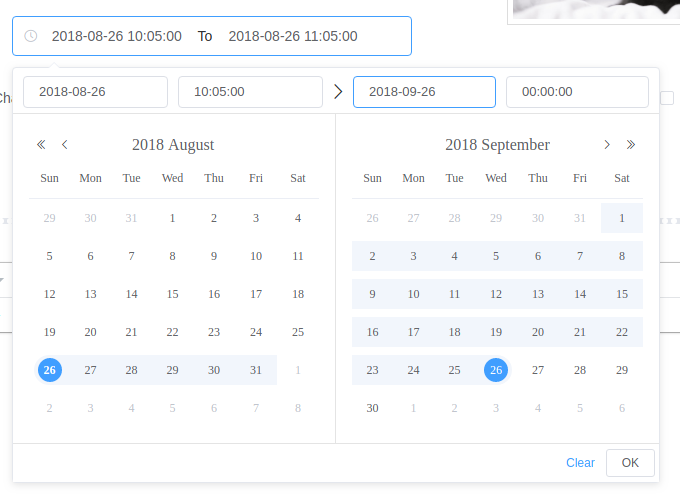 2018-08-26 10:05:00 To 2018-08-26 11:05:00
2018-08-26 10:05:00 2018-09-26 00:00:00
2018 August
Sun Mon Tue Wed Thu Fri Sat
29 30 31 1 2 3 4
5 6 7 8 9 10 11
12 13 14 15 16 17 18
19 20 21 22 23 24 25
26 27 28 29 30 31 1
2 3 4 5 6 7 8
2018 September
Sun Mon Tue Wed Thu Fri Sat
26 27 28 29 30 31 1
2 3 4 5 6 7 8
9 10 11 12 13 14 15
16 17 18 19 20 21 22
23 24 25 26 27 28 29
30 1 2 3 4 5 6
Clear OK